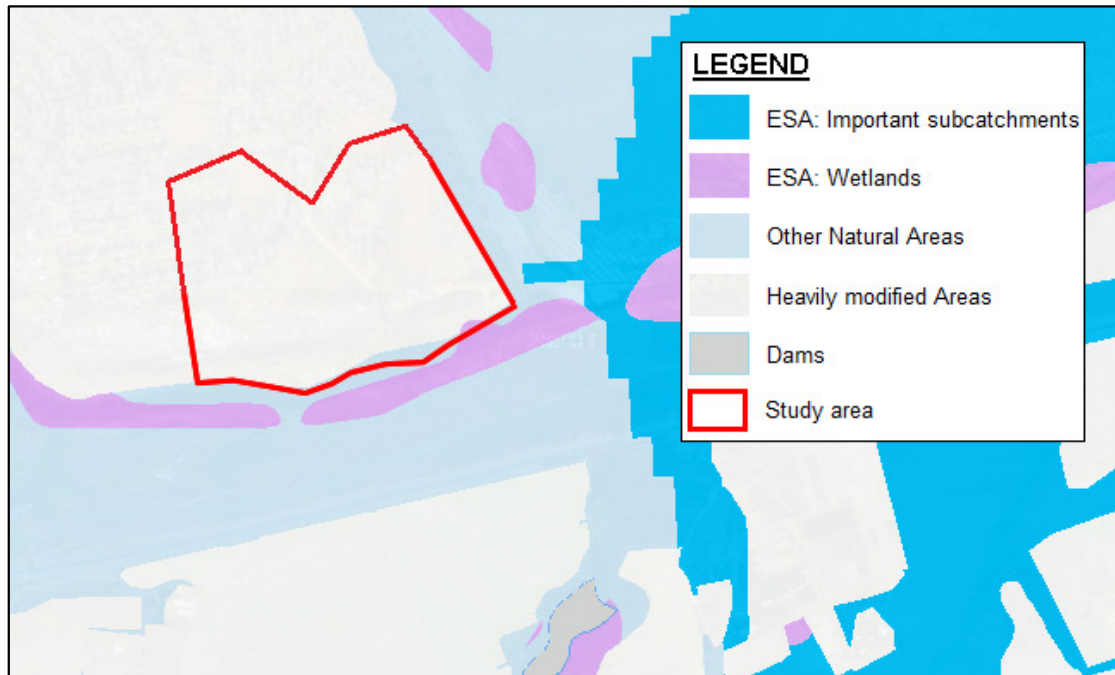 LEGEND
ESA: Important subcatchments
ESA: Wetlands
Other Natural Areas
Heavily modified Areas
Dams
Study area